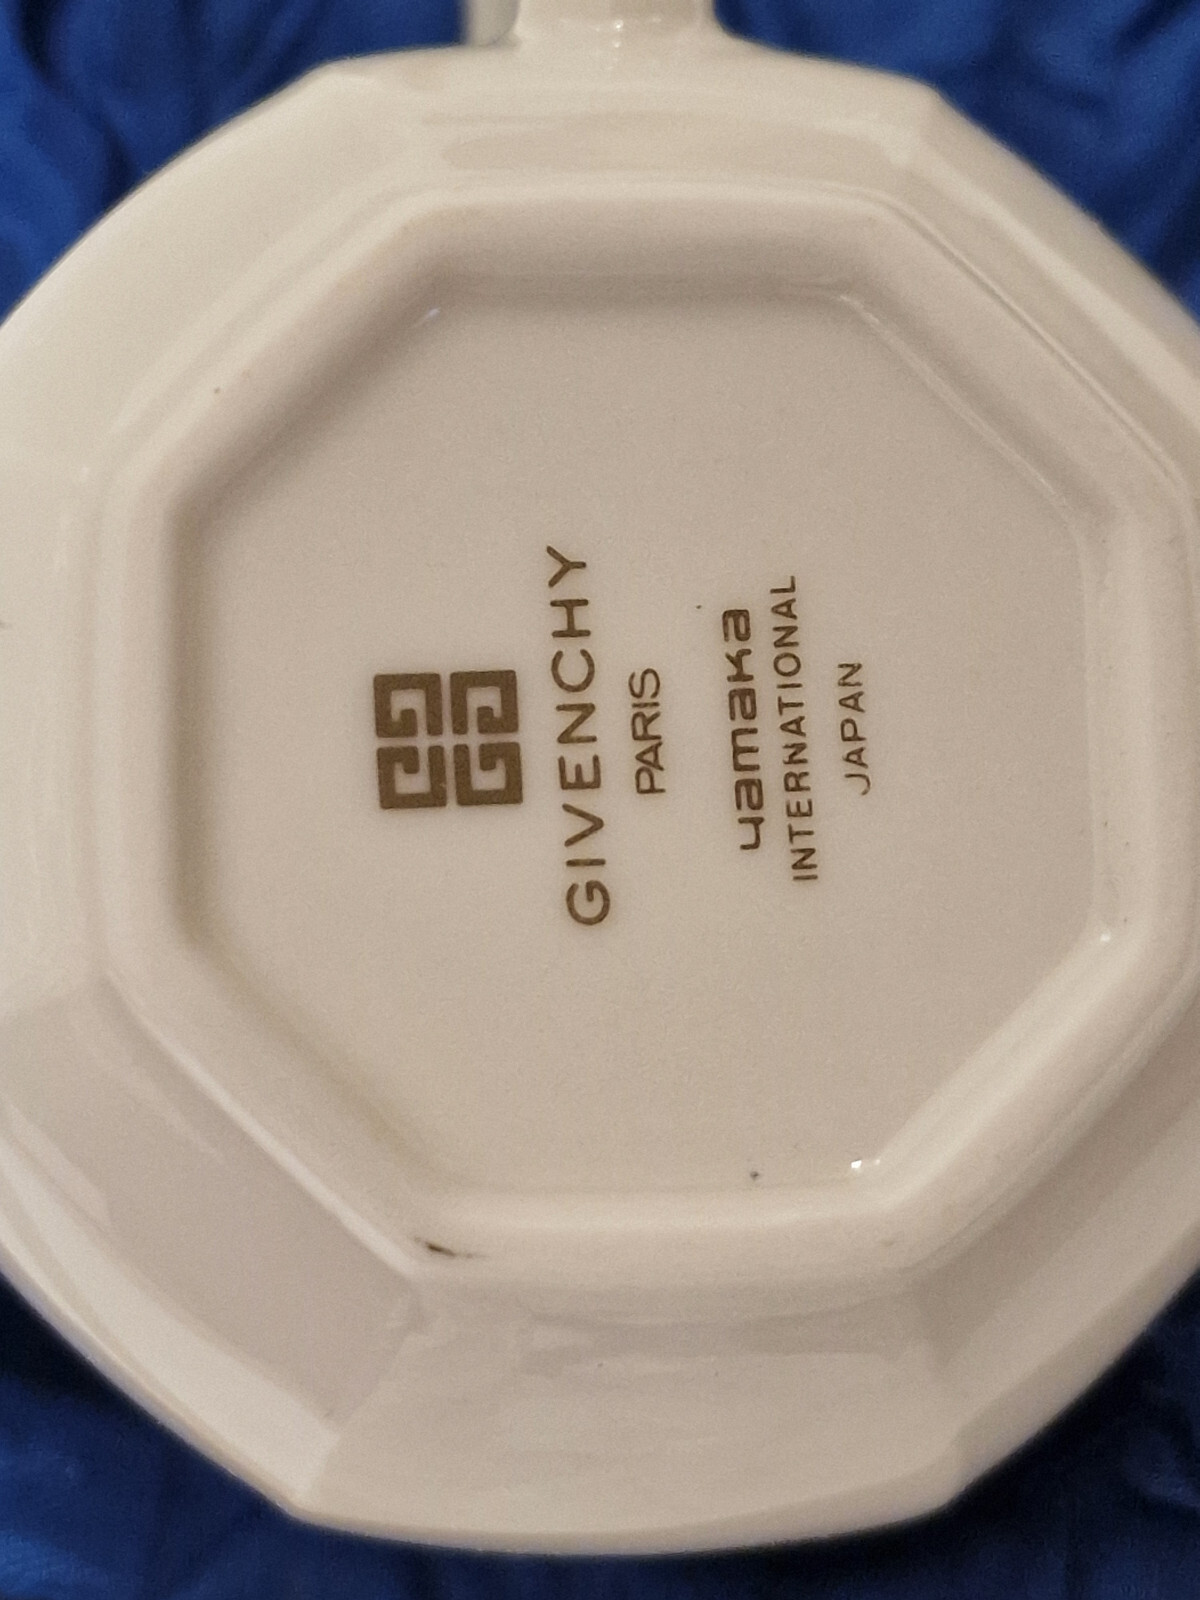 GIVENCHY
PARIS
yamaka
INTERNATIONAL
JAPAN